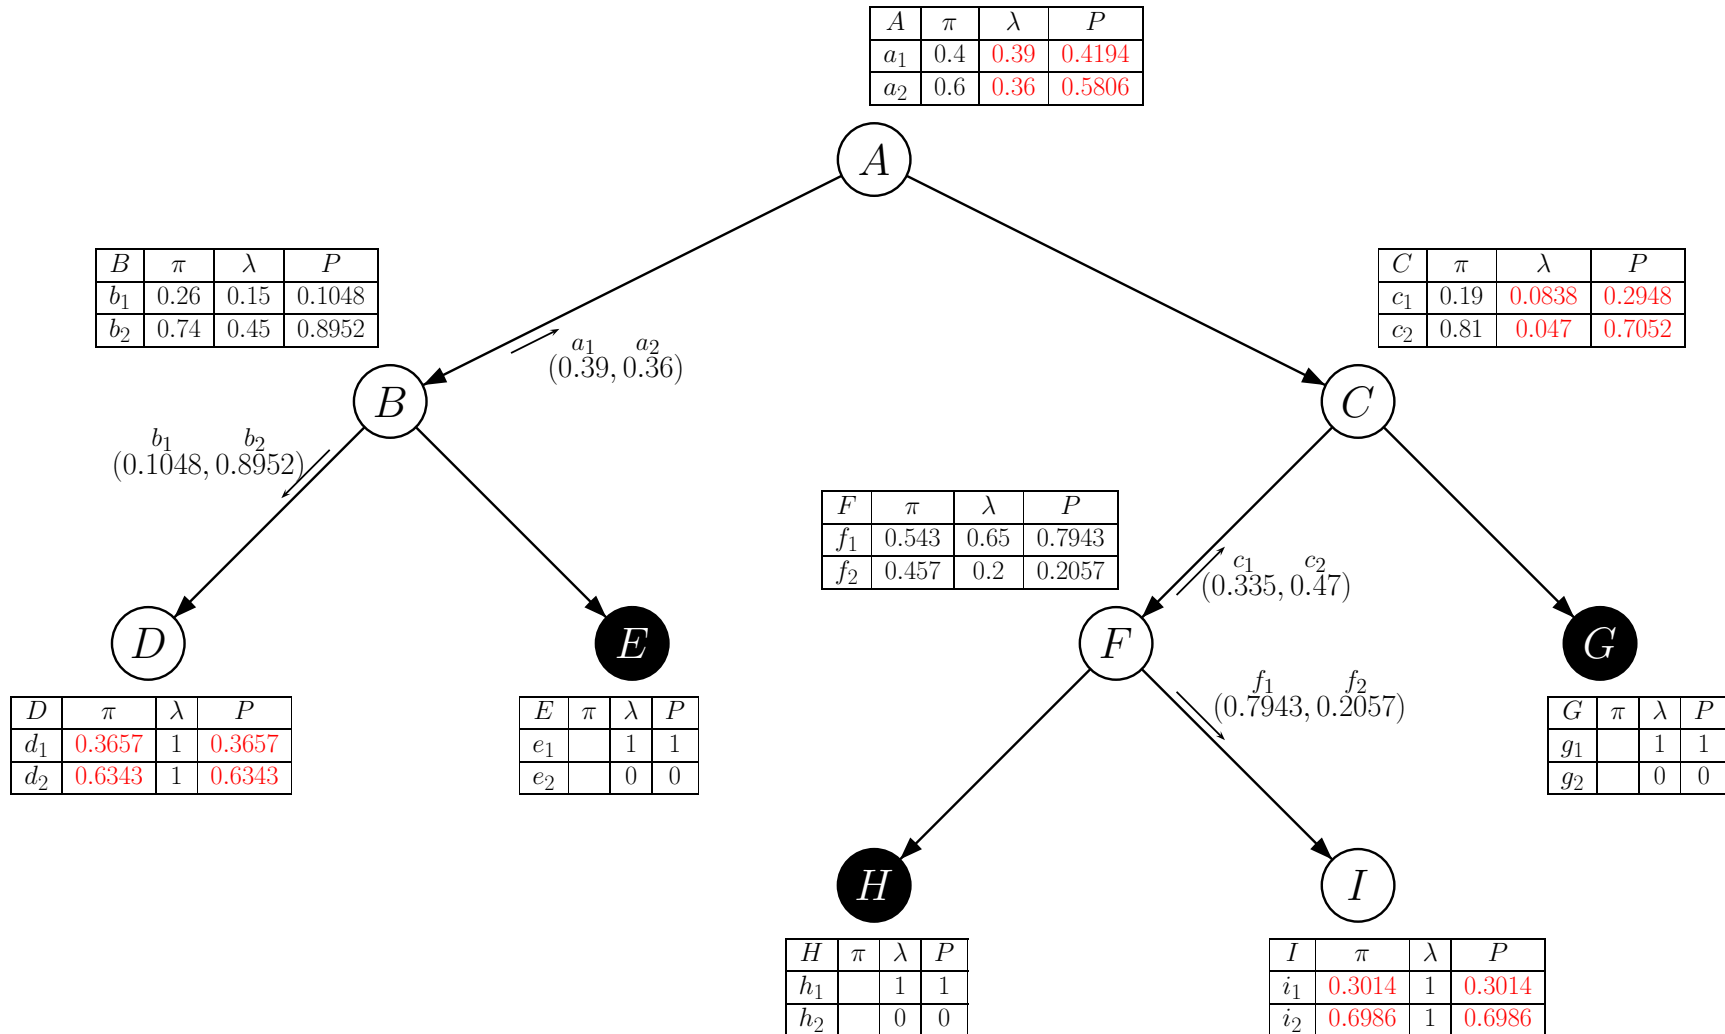 A π λ P
a1 0.4 0.39 0.4194
a2 0.6 0.36 0.5806
A
B π λ P
b1 0.26 0.15 0.1048
b2 0.74 0.45 0.8952
C π λ P
c1 0.19 0.0838 0.2948
c2 0.81 0.047 0.7052
a1 a2
(0.39, 0.36)
B
C
b1 b2
(0.1048, 0.8952)
F π λ P
f1 0.543 0.65 0.7943
f2 0.457 0.2 0.2057
c1 c2
(0.335, 0.47)
D
E
F
G
f1 f2
(0.7943, 0.2057)
D π λ P
d1 0.3657 1 0.3657
d2 0.6343 1 0.6343
E π λ P
e1 1 1
e2 0 0
G π λ P
g1 1 1
g2 0 0
H
I
H π λ P
h1 1 1
h2 0 0
I π λ P
i1 0.3014 1 0.3014
i2 0.6986 1 0.6986